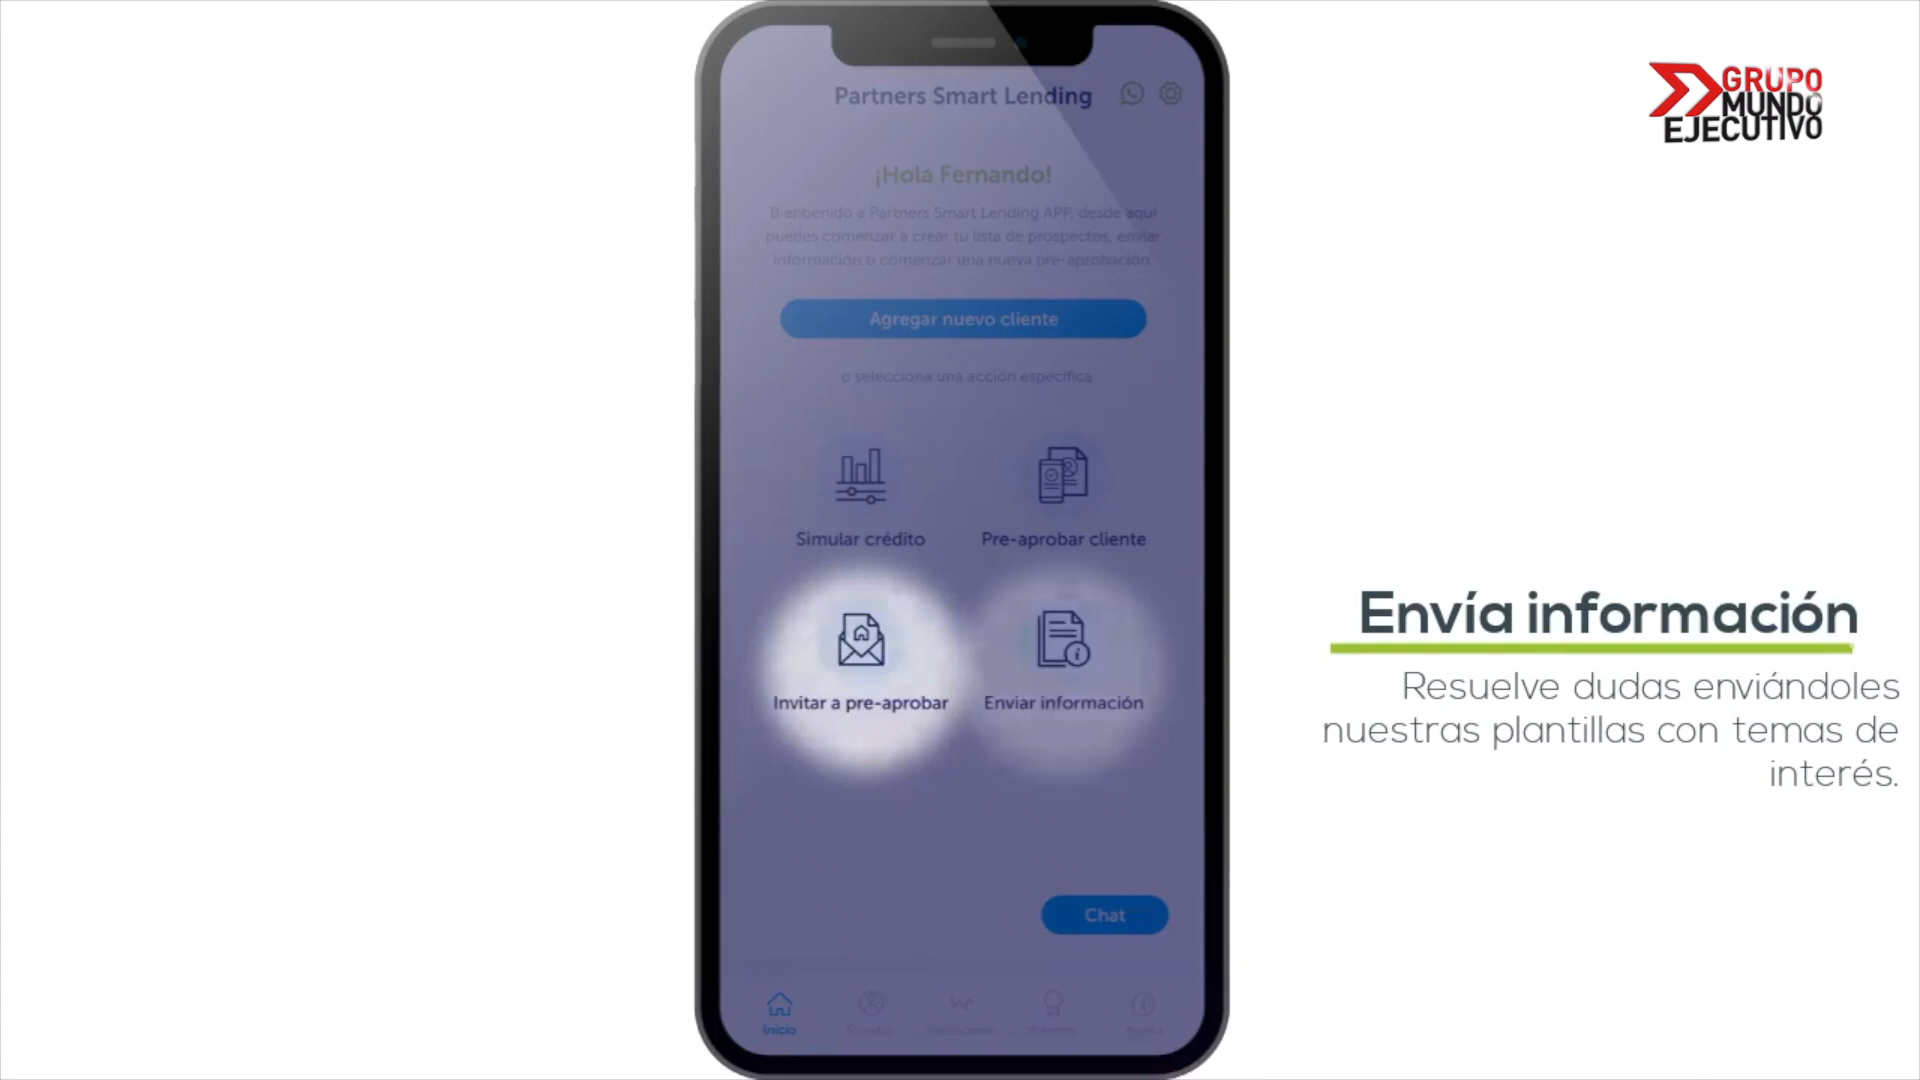 Partners Smart Lending
¡Hola Fernando!
Bienbenido a Partners Smart Lending APP, desde aquí
puedes comenzar a crear tu lista de prospectos, enviar
información o comenzar una nueva pre-aprobación
Agregar nuevo cliente
o selecciona una acción especifica
Simular crédito
Pre-aprobar cliente
Invitar a pre-aprobar
Enviar información
Chat
Inicio
GRUPO
MUNDO
EJECUTIVO
Envía información
Resuelve dudas enviándoles
nuestras plantillas con temas de
interés.